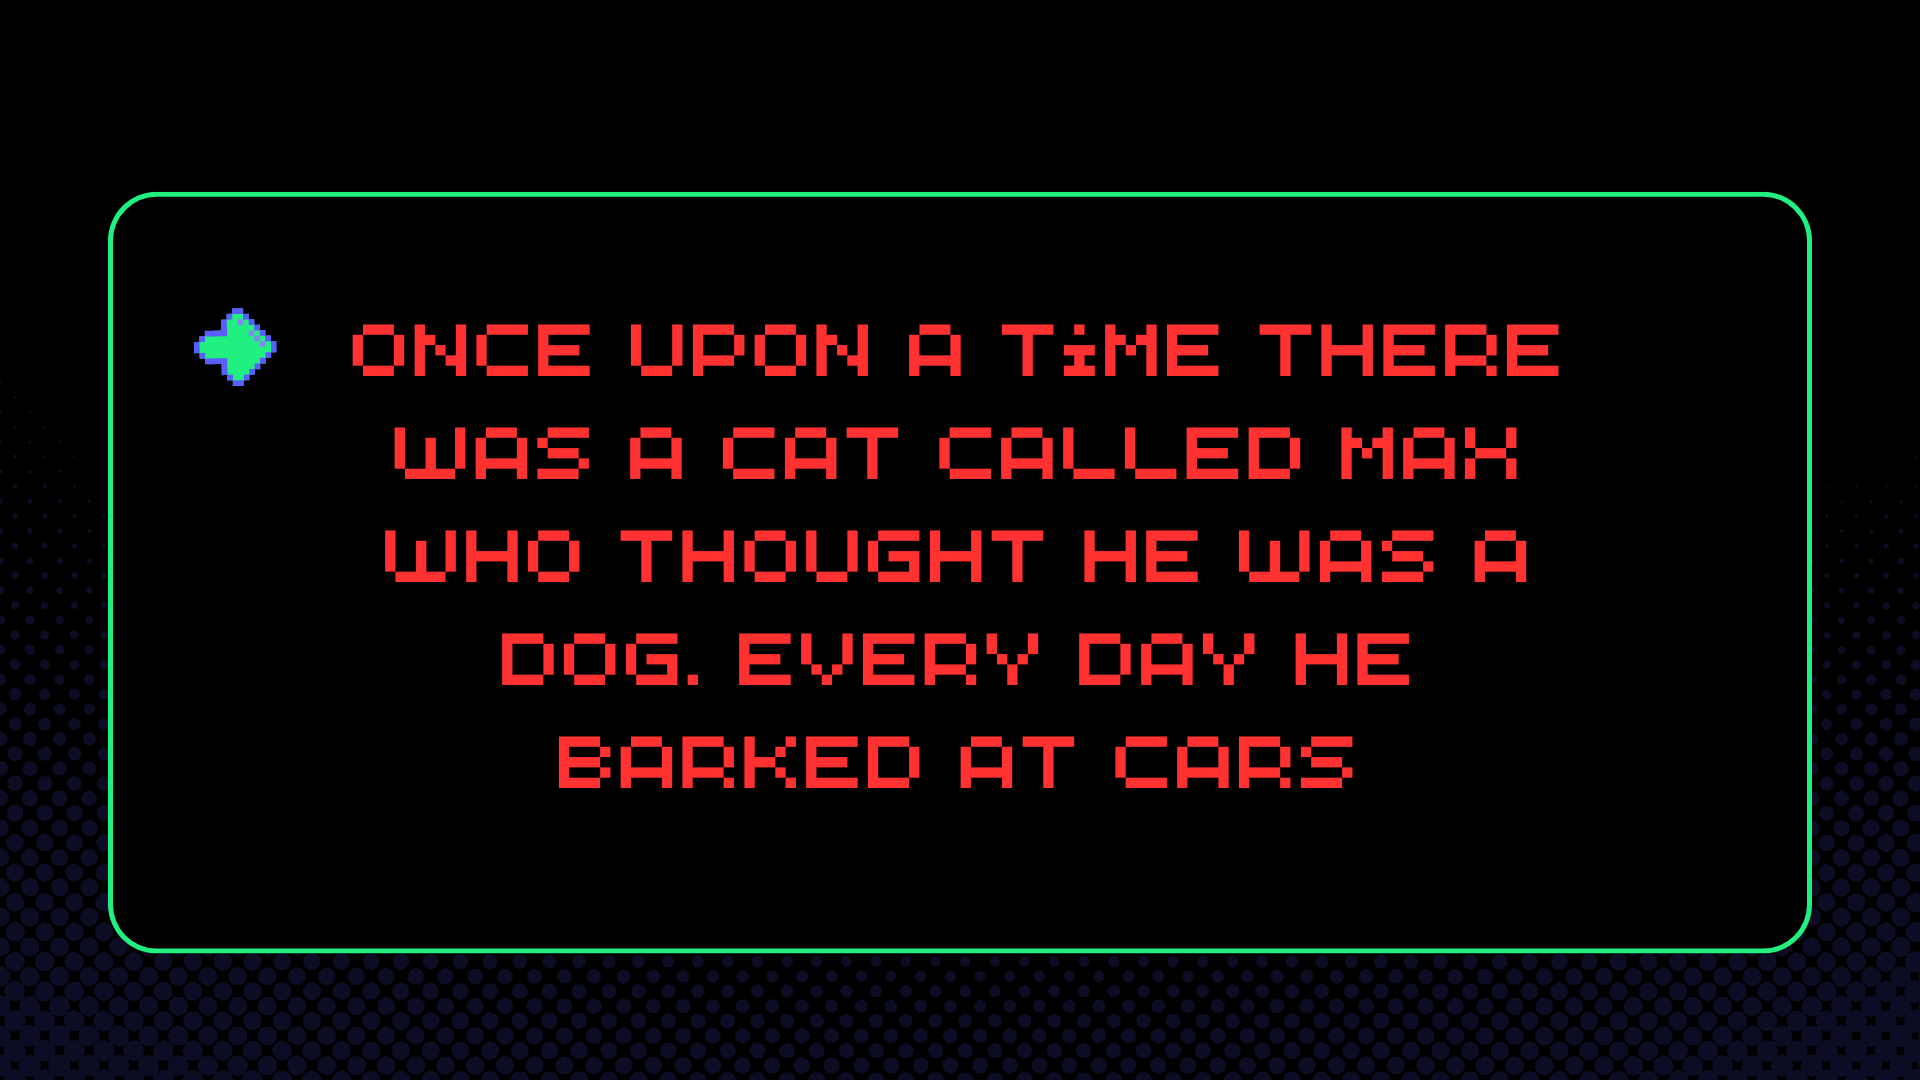 ONCE UPON A TiME THERE
WAS A CAT CALLED MAX
WHO THOUGHT HE WAS A
DOG. EVERY DAY HE
BARKED AT CARS